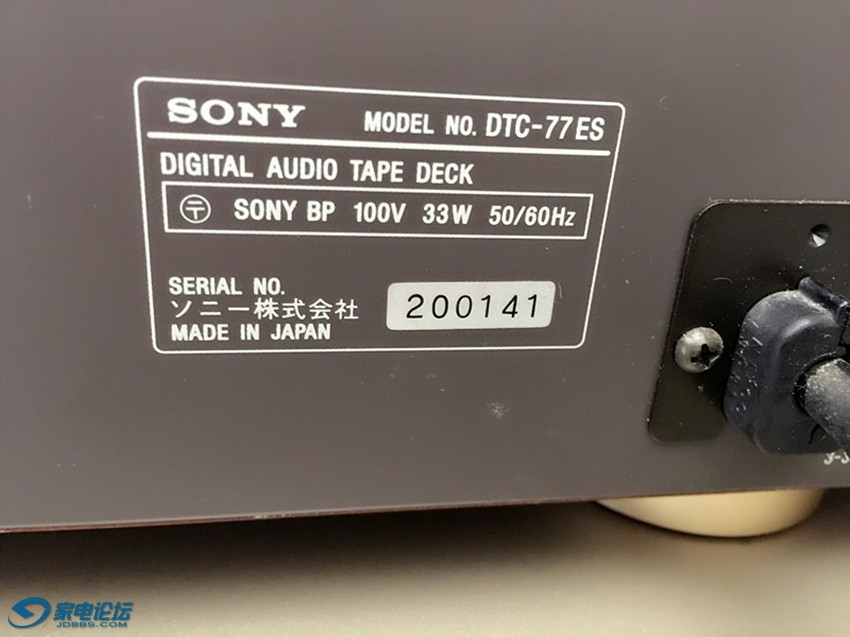 SONY MODEL NO. DTC-77ES
DIGITAL AUDIO TAPE DECK
〒 SONY BP 100V 33W 50/60Hz
SERIAL NO.
ソニー株式会社 200141
MADE IN JAPAN
家电论坛
JDBBS.COM